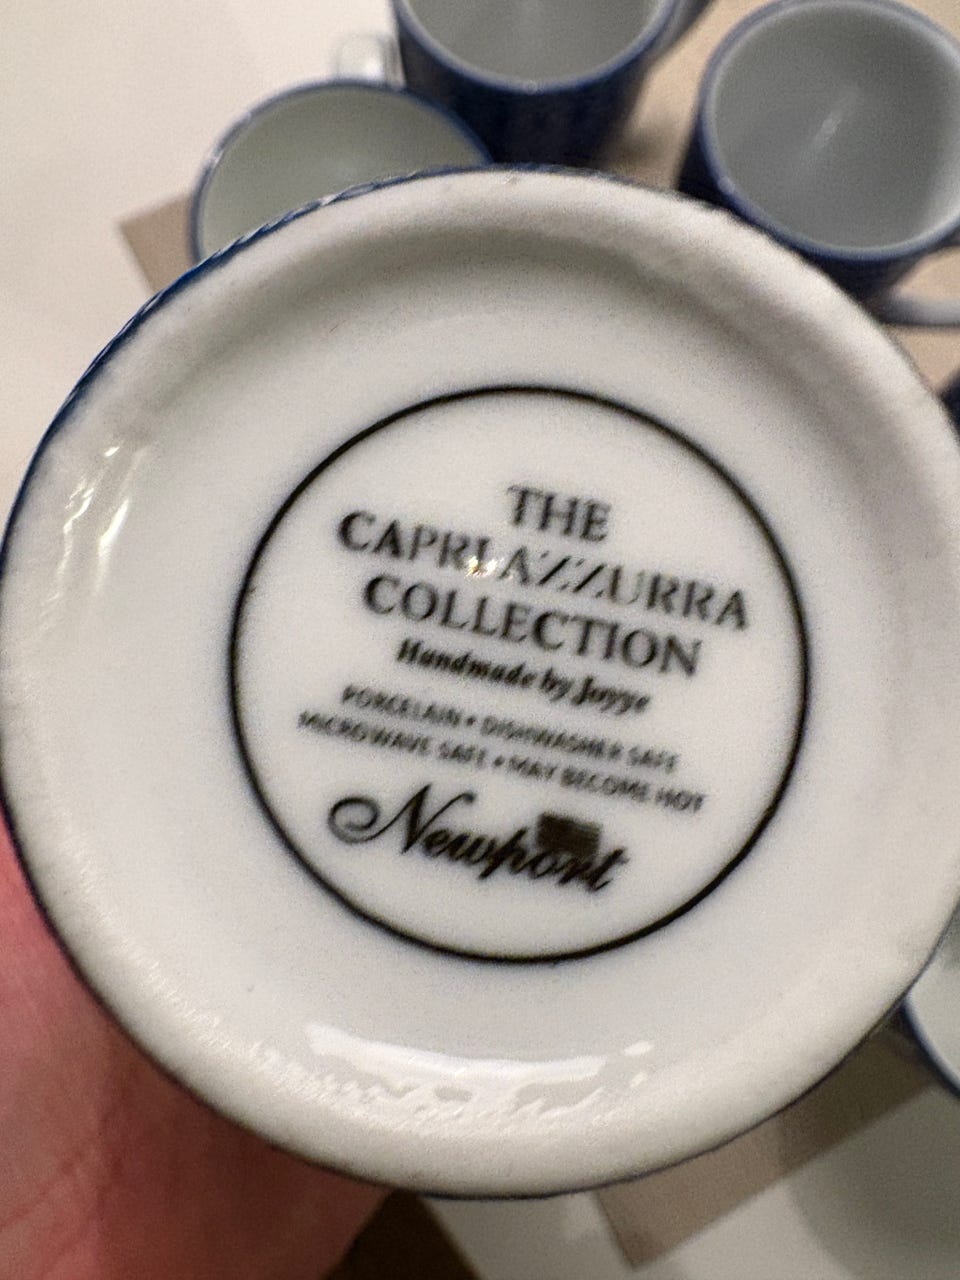 THE
CAPRI AZZURRA
COLLECTION
Handmade by Joyye
PORCELAIN • DISHWASHER SAFE
MICROWAVE SAFE • MAY BECOME HOT
Newport